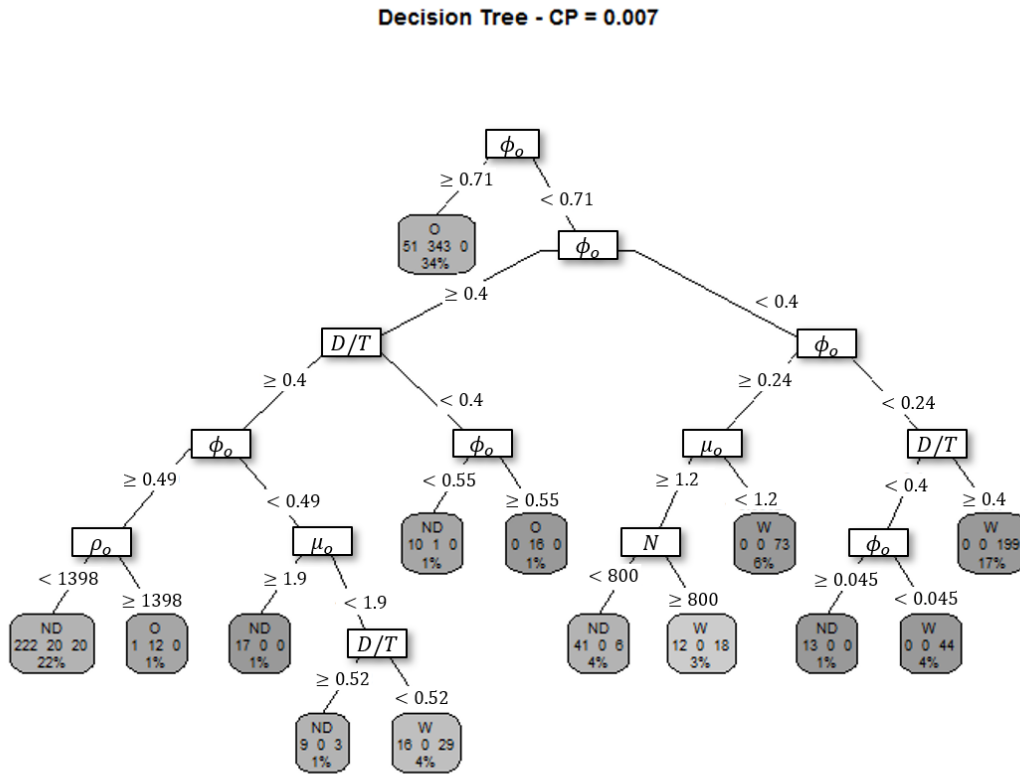 Decision Tree - CP = 0.007
ϕₒ
≥ 0.71
< 0.71
O
51 343 0
34%
ϕₒ
≥ 0.4
< 0.4
D/T
ϕₒ
≥ 0.4
< 0.4
≥ 0.24
< 0.24
ϕₒ
ϕₒ
μₒ
D/T
≥ 0.49
< 0.49
< 0.55
≥ 0.55
≥ 1.2
< 1.2
< 0.4
≥ 0.4
ρₒ
μₒ
ND
10 1 0
1%
O
0 16 0
1%
N
W
0 0 73
6%
ϕₒ
W
0 0 199
17%
< 1398
≥ 1398
≥ 1.9
< 1.9
< 800
≥ 800
≥ 0.045
< 0.045
ND
222 20 20
22%
O
1 12 0
1%
ND
17 0 0
1%
D/T
ND
41 0 6
4%
W
12 0 18
3%
ND
13 0 0
1%
W
0 0 44
4%
≥ 0.52
< 0.52
ND
9 0 3
1%
W
16 0 29
4%